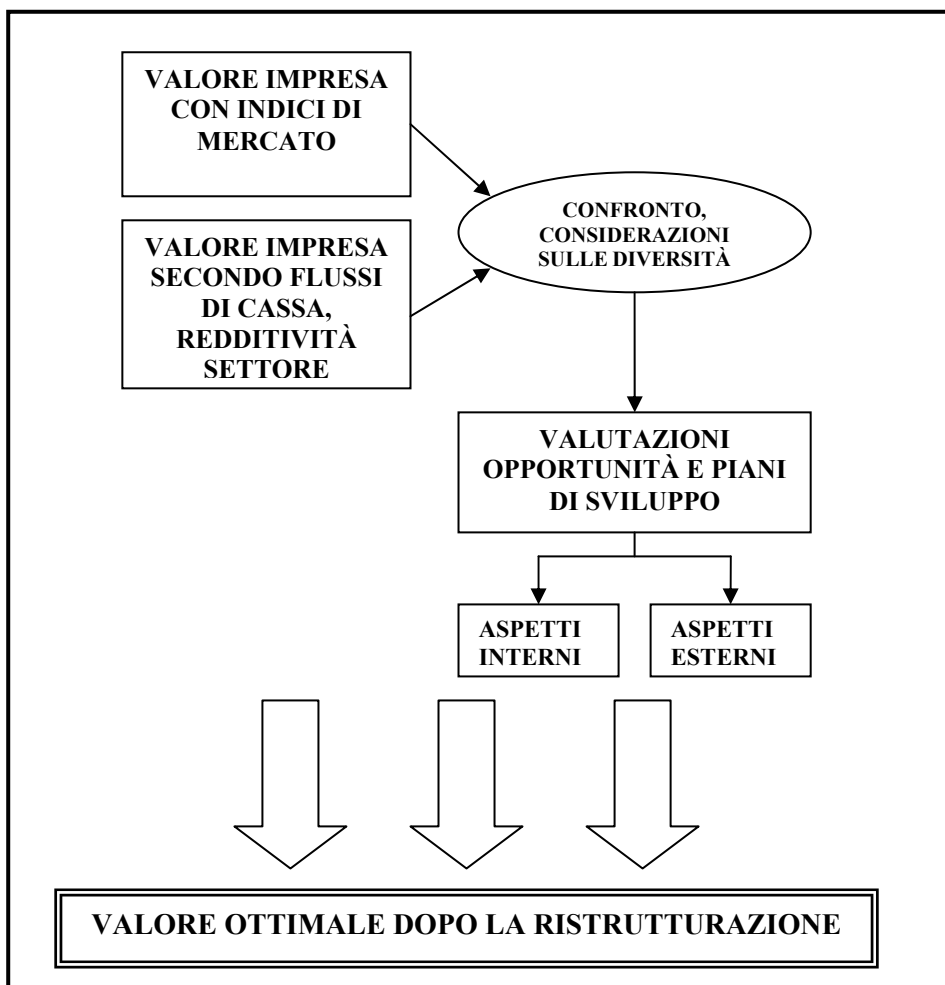 VALORE IMPRESA
CON INDICI DI
MERCATO
VALORE IMPRESA
SECONDO FLUSSI
DI CASSA,
REDDITIVITÀ
SETTORE
CONFRONTO,
CONSIDERAZIONI
SULLE DIVERSITÀ
VALUTAZIONI
OPPORTUNITÀ E PIANI
DI SVILUPPO
ASPETTI
INTERNI
ASPETTI
ESTERNI
VALORE OTTIMALE DOPO LA RISTRUTTURAZIONE